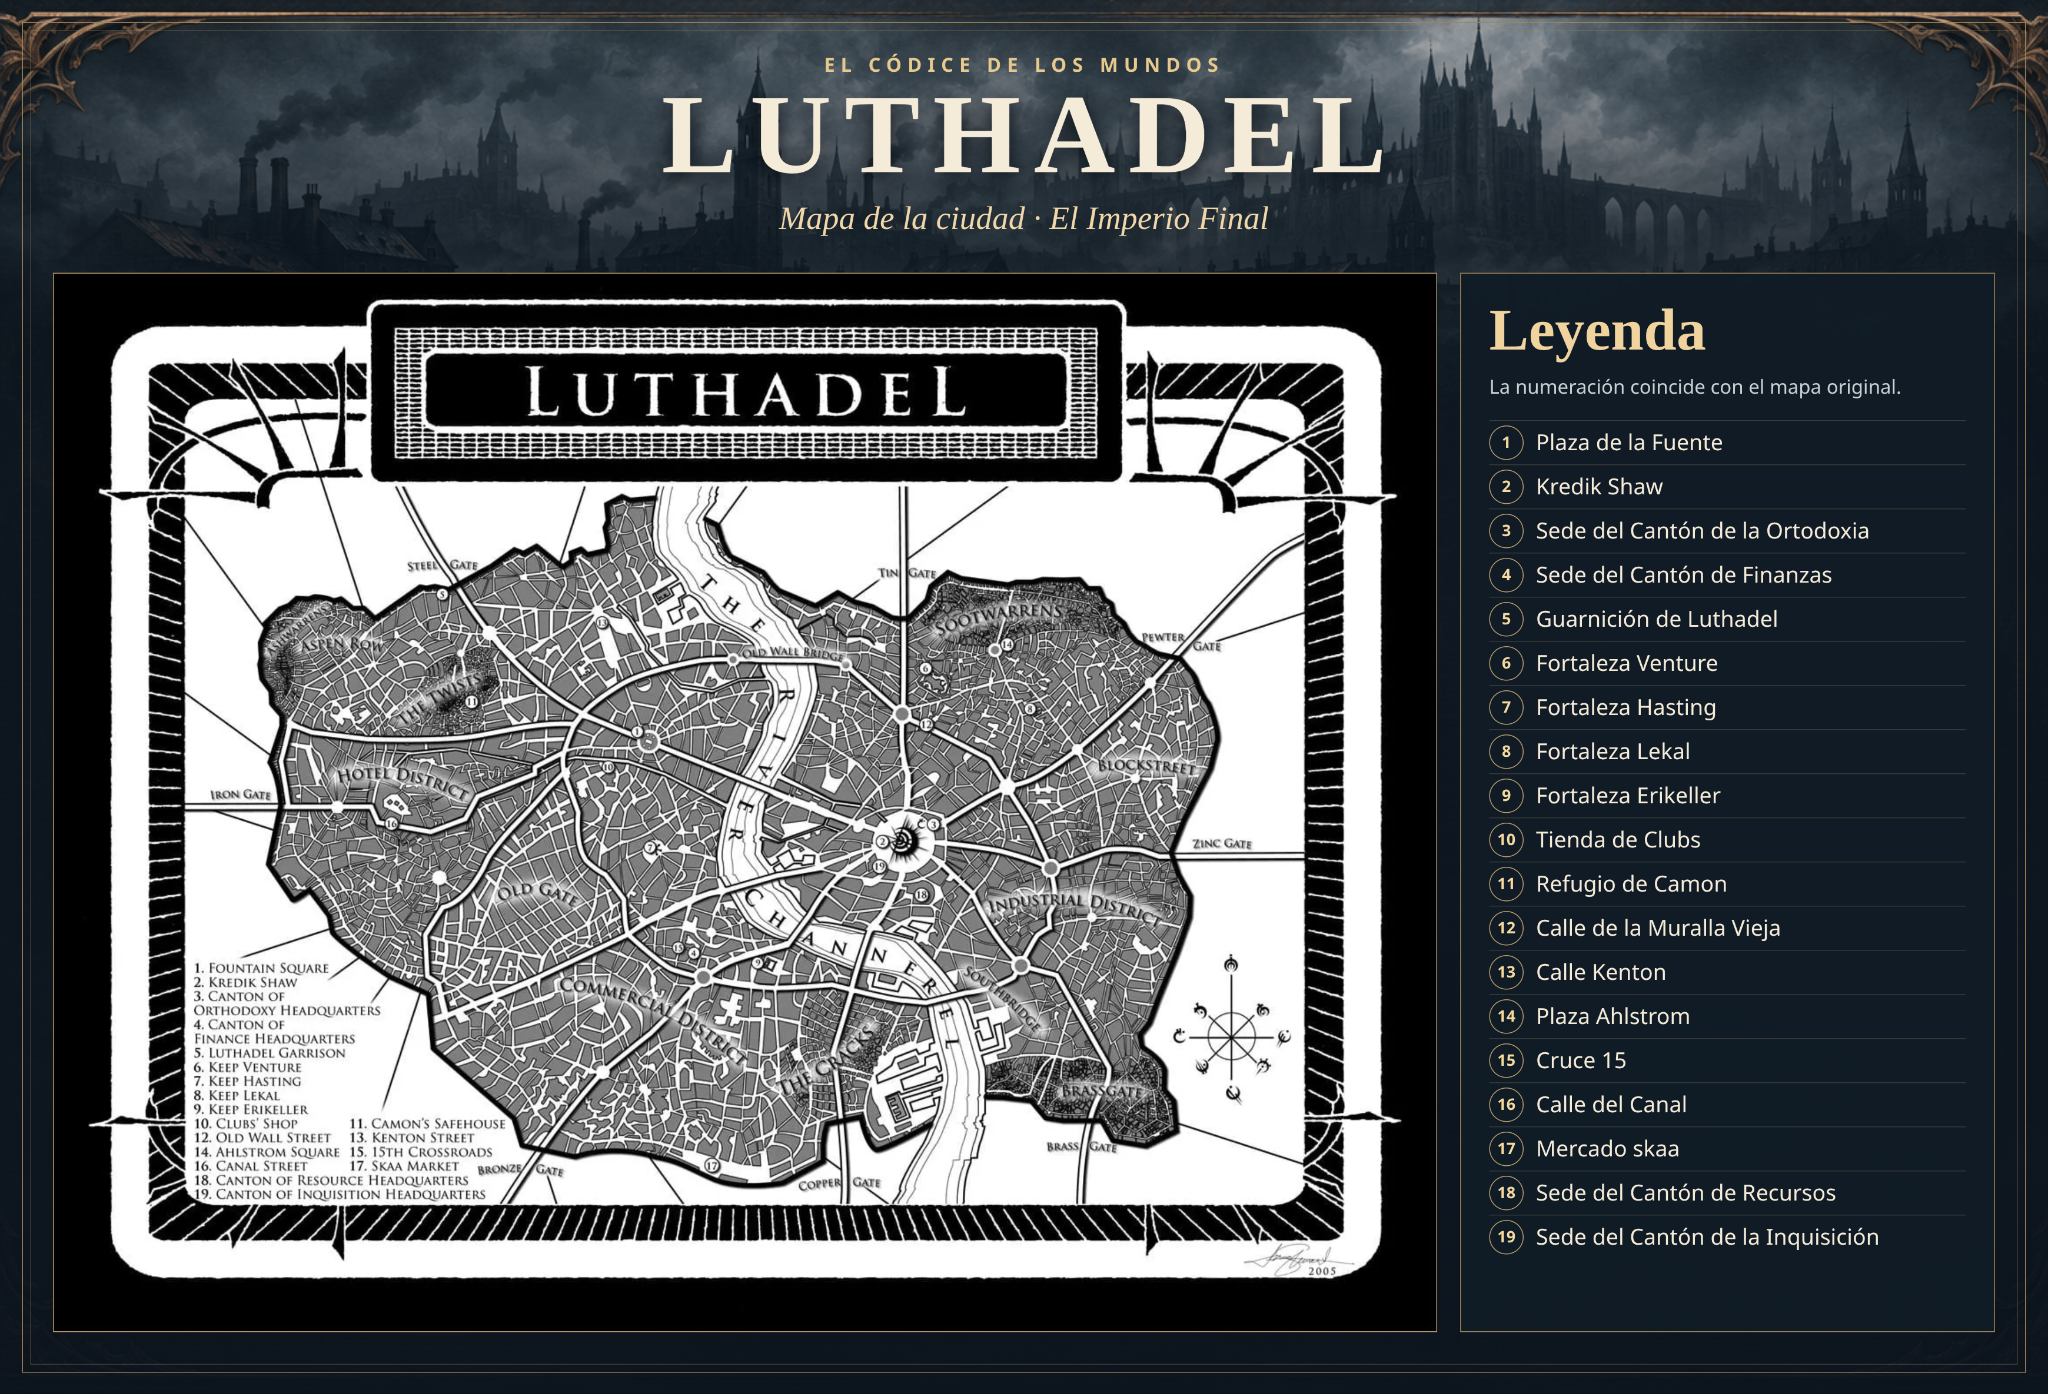 EL CÓDICE DE LOS MUNDOS
LUTHADEL
Mapa de la ciudad · El Imperio Final
LUTHADEL
STEEL GATE
TIN GATE
SOOTWARRENS
ASPEN ROW
THE TWISTS
OLD WALL BRIDGE
PEWTER GATE
THE RIVER CHANNEREL
HOTEL DISTRICT
BLOCKSTREET
IRON GATE
ZINC GATE
OLD GATE
INDUSTRIAL DISTRICT
COMMERCIAL DISTRICT
SOUTHBRIDGE
THE CRACKS
BRASSGATE
BRASS GATE
BRONZE GATE
COPPER GATE
1. FOUNTAIN SQUARE
2. KREDIK SHAW
3. CANTON OF
ORTHODOXY HEADQUARTERS
4. CANTON OF
FINANCE HEADQUARTERS
5. LUTHADEL GARRISON
6. KEEP VENTURE
7. KEEP HASTING
8. KEEP LEKAL
9. KEEP ERIKELLER
10. CLUBS' SHOP 11. CAMON'S SAFEHOUSE
12. OLD WALL STREET 13. KENTON STREET
14. AHLSTROM SQUARE 15. 15TH CROSSROADS
16. CANAL STREET 17. SKAA MARKET
18. CANTON OF RESOURCE HEADQUARTERS
19. CANTON OF INQUISITION HEADQUARTERS
2005
Leyenda
La numeración coincide con el mapa original.
1 Plaza de la Fuente
2 Kredik Shaw
3 Sede del Cantón de la Ortodoxia
4 Sede del Cantón de Finanzas
5 Guarnición de Luthadel
6 Fortaleza Venture
7 Fortaleza Hasting
8 Fortaleza Lekal
9 Fortaleza Erikeller
10 Tienda de Clubs
11 Refugio de Camon
12 Calle de la Muralla Vieja
13 Calle Kenton
14 Plaza Ahlstrom
15 Cruce 15
16 Calle del Canal
17 Mercado skaa
18 Sede del Cantón de Recursos
19 Sede del Cantón de la Inquisición